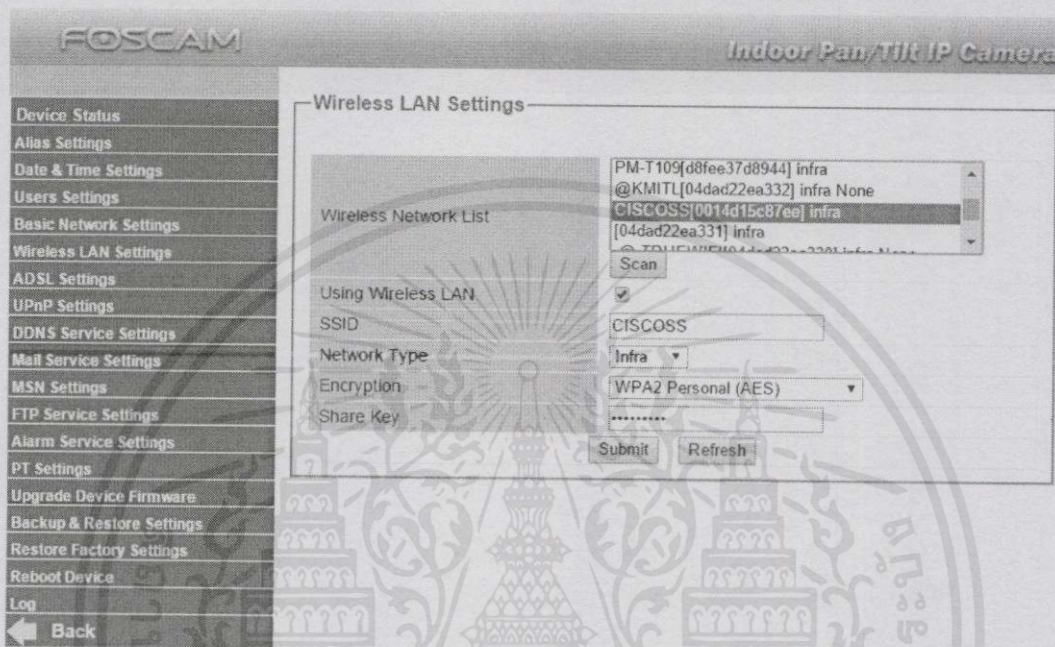 FOSCAM
Indoor Pan/Tilt IP Camera
Device Status
Alias Settings
Date & Time Settings
Users Settings
Basic Network Settings
Wireless LAN Settings
ADSL Settings
UPnP Settings
DDNS Service Settings
Mail Service Settings
MSN Settings
FTP Service Settings
Alarm Service Settings
PT Settings
Upgrade Device Firmware
Backup & Restore Settings
Restore Factory Settings
Reboot Device
Log
Back
Wireless LAN Settings
Wireless Network List
PM-T109[d8fee37d8944] infra
@KMITL[04dad22ea332] infra None
CISCOSS[0014d15c87ee] infra
[04dad22ea331] infra
Scan
Using Wireless LAN
SSID
CISCOSS
Network Type
Infra
Encryption
WPA2 Personal (AES)
Share Key
•••••••••
Submit Refresh